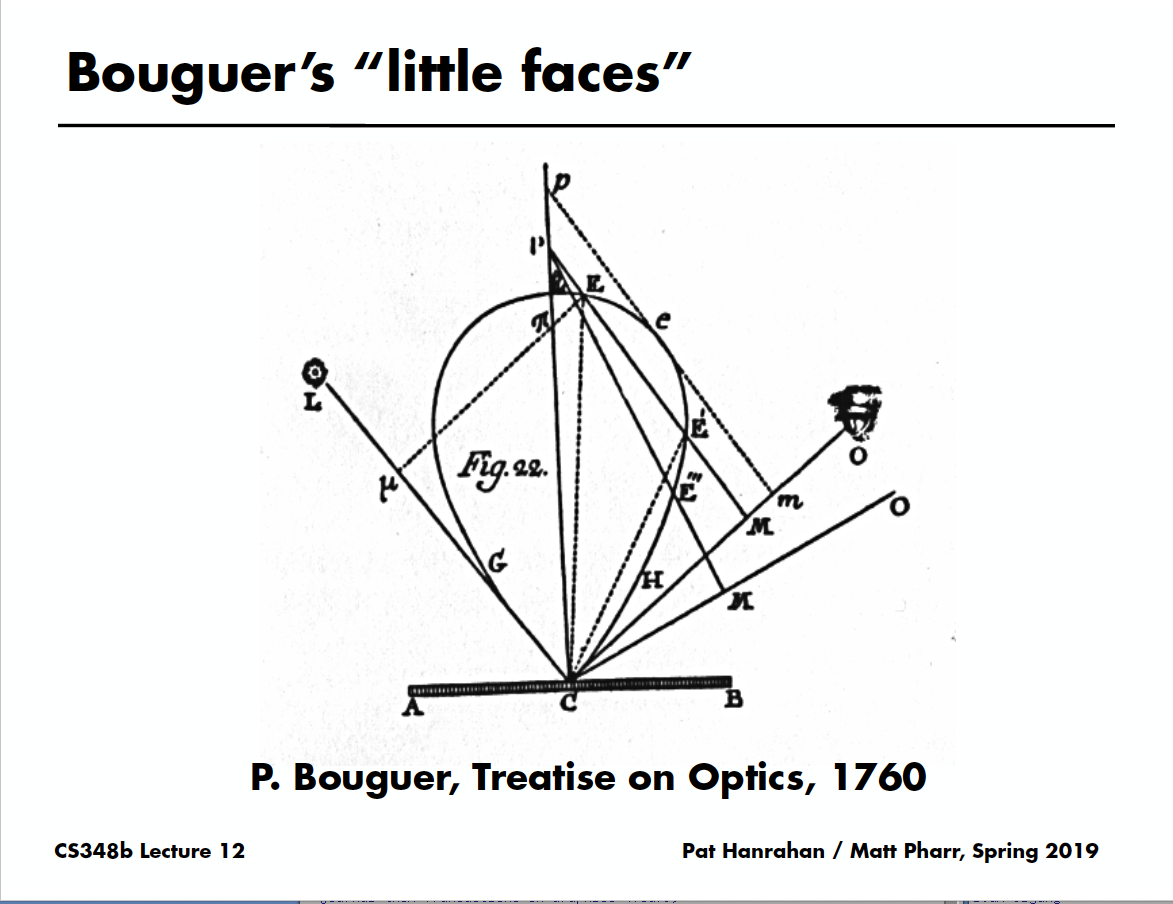 Bouguer’s “little faces”
p
P
E
e
π
L
E'
Fig. 22.
O
μ
E'''
m
O
M
G
H
M
A
C
B
P. Bouguer, Treatise on Optics, 1760
CS348b Lecture 12
Pat Hanrahan / Matt Pharr, Spring 2019